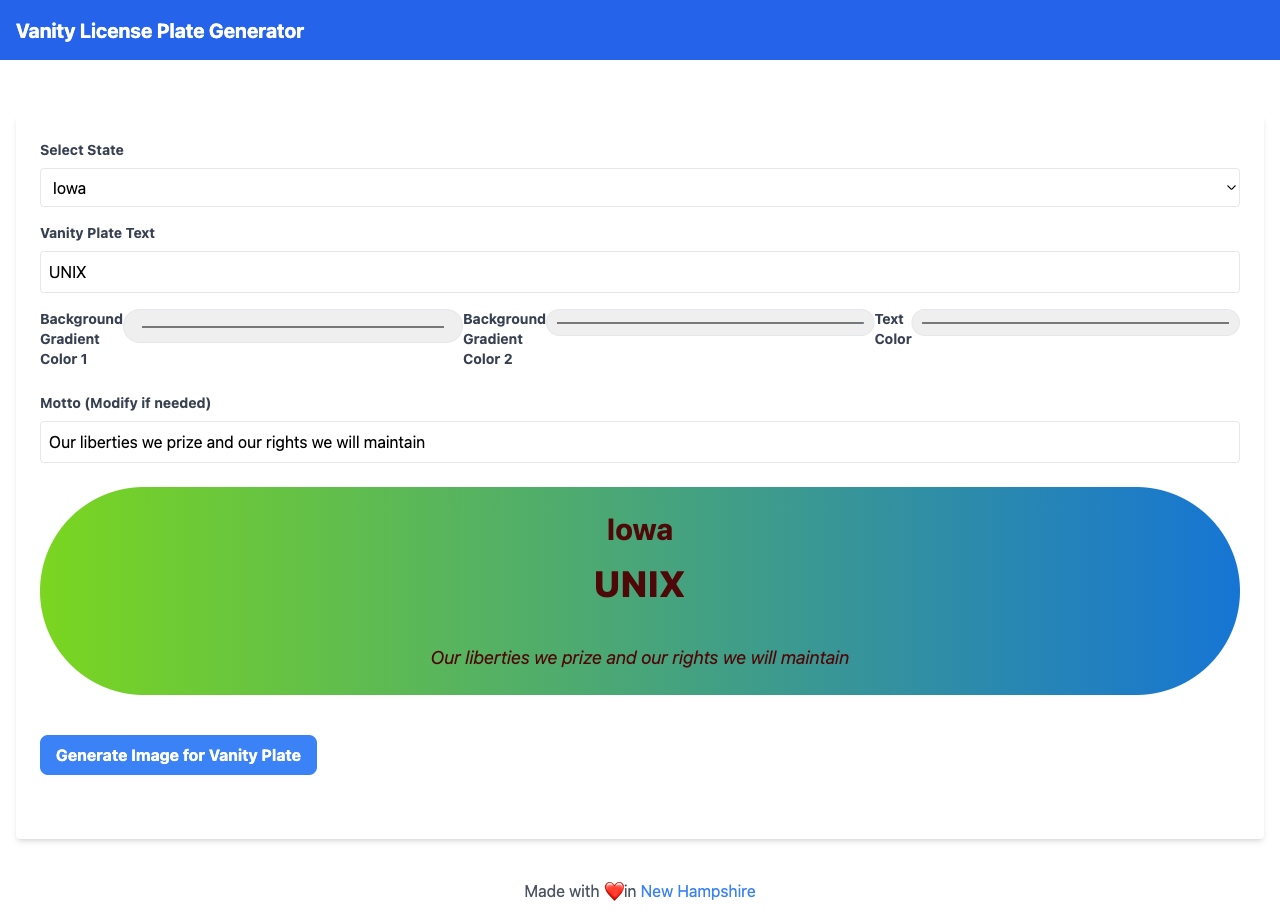 Vanity License Plate Generator
Select State
Iowa
Vanity Plate Text
UNIX
Background
Gradient
Color 1
Background
Gradient
Color 2
Text
Color
Motto (Modify if needed)
Our liberties we prize and our rights we will maintain
Iowa
UNIX
Our liberties we prize and our rights we will maintain
Generate Image for Vanity Plate
Made with ❤️in New Hampshire